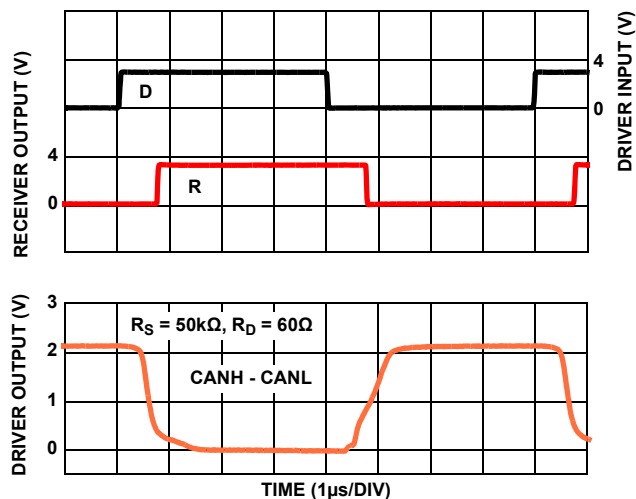 RECEIVER OUTPUT (V)
4
0
D
R
4
0
DRIVER INPUT (V)
DRIVER OUTPUT (V)
3
2
1
0
RS = 50kΩ, RD = 60Ω
CANH - CANL
TIME (1µs/DIV)